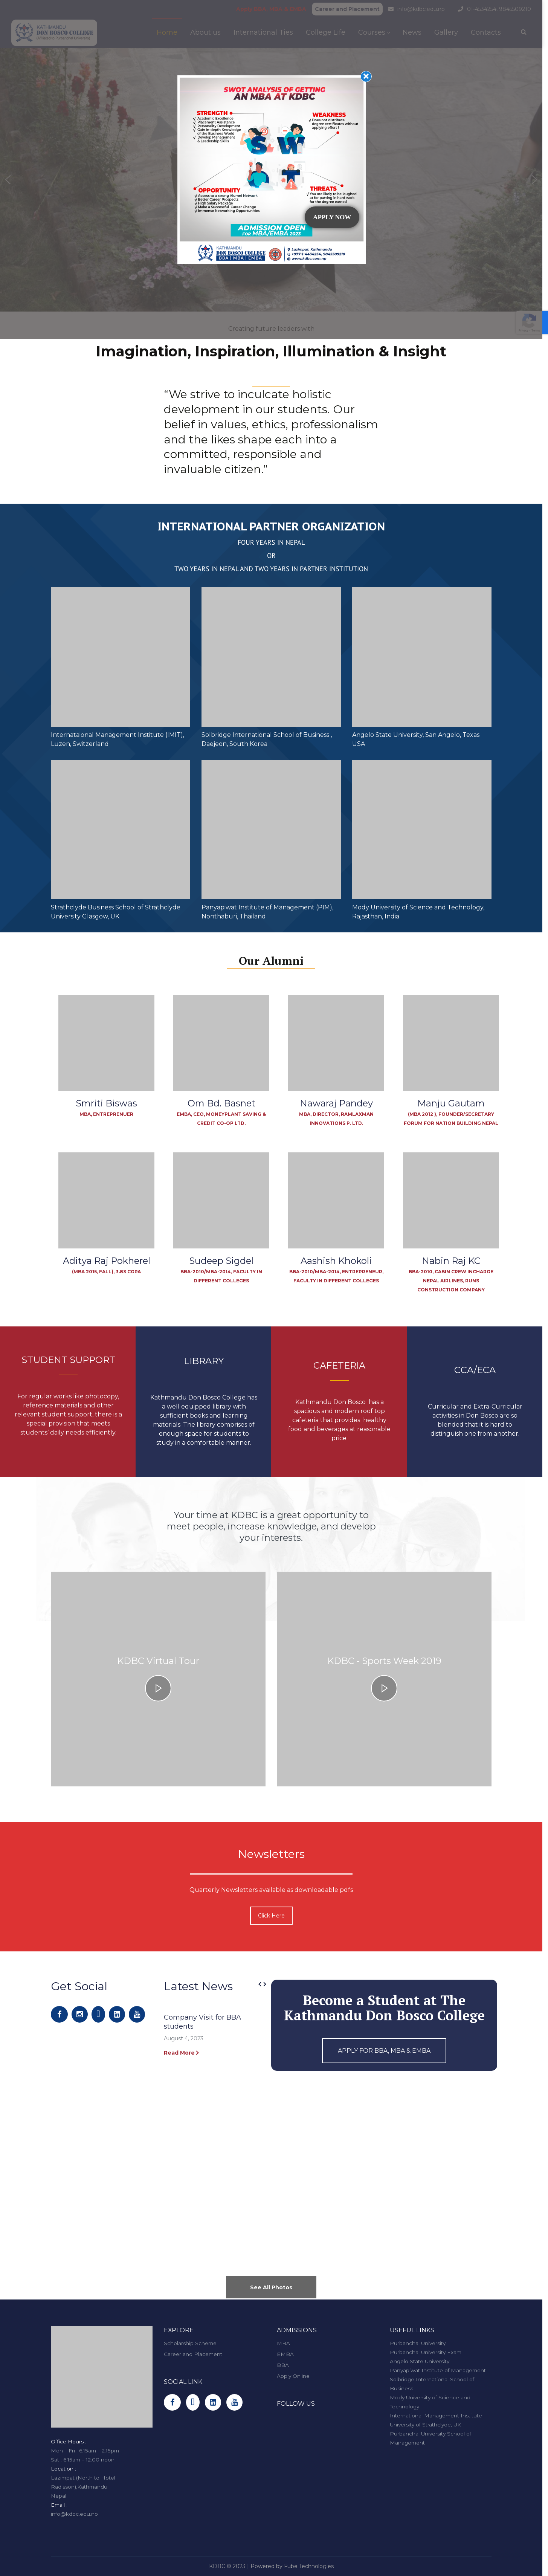 Career and Placement
info@kdbc.edu.np
KATHMANDU
DON BOSCO COLLEGE
Home
About us
International Ties
College Life
Courses
News
Gallery
Contacts
SWOT ANALYSIS OF GETTING
AN MBA AT KDBC
STRENGTH
Academic Excellence
Assistance Placement
Personality Development
Strong Networking
Gain in-depth Knowledge
of the Business World
Develop Management
& Leadership Skills
WEAKNESS
Does not distribute
degree certificates without
applying effort !
OPPORTUNITY
Access to a strong Alumni Network
Better Career Prospects
High Salary Package
Make a Successful Career Change
Immense Networking Opportunities
THREATS
Are likely to be laughed
at for putting in hard work
to earn degree
APPLY NOW
ADMISSION OPEN
FOR MBA/EMBA 2023
KATHMANDU
DON BOSCO COLLEGE
BBA | MBA | EMBA
Lazimpat, Kathmandu
www.kdbc.com.np
Creating future leaders with
Imagination, Inspiration, Illumination & Insight
“We strive to inculcate holistic
development in our students. Our
belief in values, ethics, professionalism
and the likes shape each into a
committed, responsible and
invaluable citizen.”
INTERNATIONAL PARTNER ORGANIZATION
FOUR YEARS IN NEPAL
OR
TWO YEARS IN NEPAL AND TWO YEARS IN PARTNER INSTITUTION
Internataional Management Institute (IMIT),
Luzen, Switzerland
Solbridge International School of Business ,
Daejeon, South Korea
Angelo State University, San Angelo, Texas
USA
Strathclyde Business School of Strathclyde
University Glasgow, UK
Panyapiwat Institute of Management (PIM),
Nonthaburi, Thailand
Mody University of Science and Technology,
Rajasthan, India
Our Alumni
Smriti Biswas
MBA, ENTREPRENUER
Om Bd. Basnet
EMBA, CEO, MONEYPLANT SAVING &
CREDIT CO-OP LTD.
Nawaraj Pandey
MBA, DIRECTOR, RAMLAXMAN
INNOVATIONS P. LTD.
Manju Gautam
(MBA 2012 ), FOUNDER/SECRETARY
FORUM FOR NATION BUILDING NEPAL
Aditya Raj Pokherel
(MBA 2015, FALL), 3.83 CGPA
Sudeep Sigdel
BBA-2010/MBA-2014, FACULTY IN
DIFFERENT COLLEGES
Aashish Khokoli
BBA-2010/MBA-2014, ENTREPRENEUR,
FACULTY IN DIFFERENT COLLEGES
Nabin Raj KC
BBA-2010, CABIN CREW INCHARGE
NEPAL AIRLINES, RUNS
CONSTRUCTION COMPANY
STUDENT SUPPORT
For regular works like photocopy,
reference materials and other
relevant student support, there is a
special provision that meets
students’ daily needs efficiently.
LIBRARY
Kathmandu Don Bosco College has
a well equipped library with
sufficient books and learning
materials. The library comprises of
enough space for students to
study in a comfortable manner.
CAFETERIA
Kathmandu Don Bosco has a
spacious and modern roof top
cafeteria that provides healthy
food and beverages at reasonable
price.
CCA/ECA
Curricular and Extra-Curricular
activities in Don Bosco are so
blended that it is hard to
distinguish one from another.
Your time at KDBC is a great opportunity to
meet people, increase knowledge, and develop
your interests.
KDBC Virtual Tour
KDBC - Sports Week 2019
Newsletters
Quarterly Newsletters available as downloadable pdfs
Click Here
Get Social
Latest News
Company Visit for BBA
students
August 4, 2023
Read More
Become a Student at The
Kathmandu Don Bosco College
APPLY FOR BBA, MBA & EMBA
See All Photos
Office Hours :
Mon – Fri : 6:15am – 2:15pm
Sat : 6:15am – 12:00 noon
Location :
Lazimpat (North to Hotel
Radisson),Kathmandu
Nepal
Email :
info@kdbc.edu.np
EXPLORE
Scholarship Scheme
Career and Placement
SOCIAL LINK
ADMISSIONS
MBA
EMBA
BBA
Apply Online
FOLLOW US
USEFUL LINKS
Purbanchal University
Purbanchal University Exam
Angelo State University
Panyapiwat Institute of Management
Solbridge International School of
Business
Mody University of Science and
Technology
International Management Institute
University of Strathclyde, UK
Purbanchal University School of
Management
KDBC © 2023 | Powered by Fube Technologies